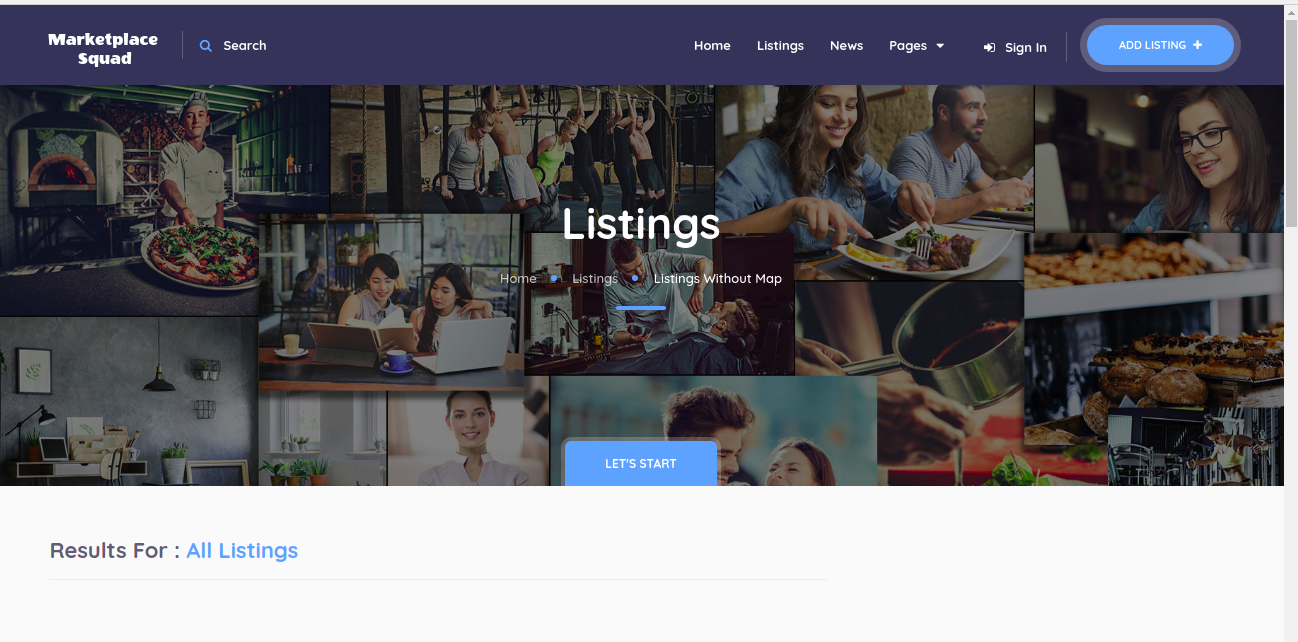 Marketplace
Squad
Search
Home
Listings
News
Pages
Sign In
ADD LISTING
Listings
Home
Listings
Listings Without Map
LET'S START
Results For : All Listings